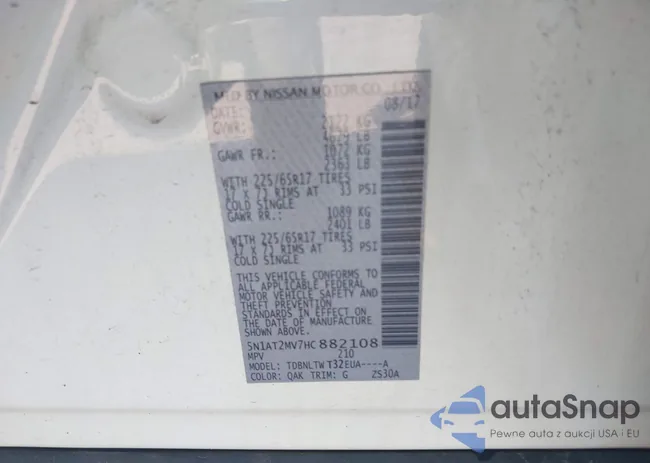 MFD BY NISSAN MOTOR CO., LTD.
DATE: 08/17
GVWR: 2122 KG
LB
GAWR FR.: 1072 KG
2363 LB
WITH 225/65R17 TIRES
17 X 7J RIMS AT 33 PSI
COLD SINGLE
GAWR RR.: 1089 KG
2401 LB
WITH 225/65R17 TIRES
17 X 7J RIMS AT 33 PSI
COLD SINGLE
THIS VEHICLE CONFORMS TO
ALL APPLICABLE FEDERAL
MOTOR VEHICLE SAFETY AND
THEFT PREVENTION
STANDARDS IN EFFECT ON
THE DATE OF MANUFACTURE
SHOWN ABOVE.
5N1AT2MV7HC882108
MPV 210
MODEL: TDBNLTW T32EUA----A
COLOR: QAK TRIM: G Z530A
autaSnap
Pewne auta z aukcji USA i EU